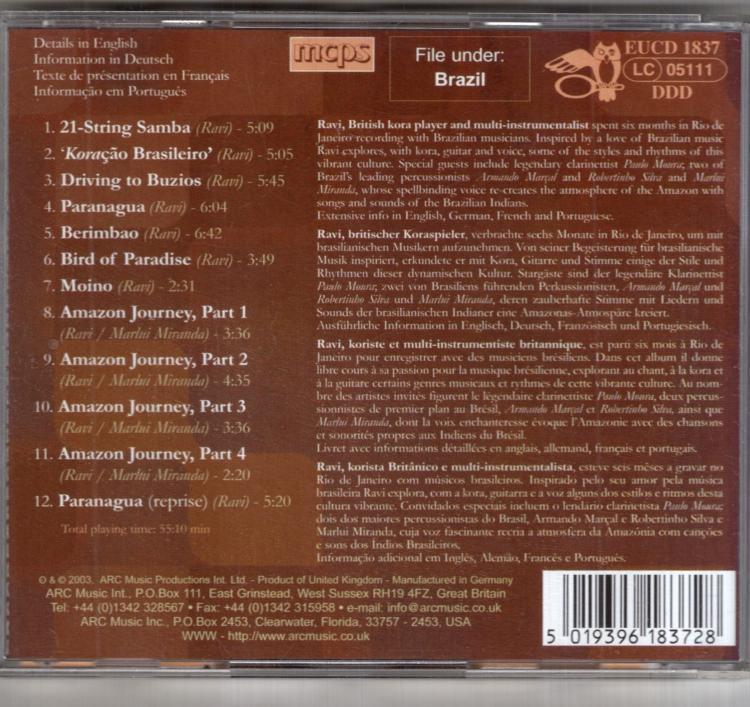 Details in English
Information in Deutsch
Texte de présentation en Français
Informação em Português
mcps
File under:
Brazil
EUCD 1837
LC 05111
DDD
1. 21-String Samba (Ravi) - 5:09
2. 'Koração Brasileiro' (Ravi) - 5:05
3. Driving to Buzios (Ravi) - 5:45
4. Paranagua (Ravi) - 6:04
5. Berimbao (Ravi) - 6:42
6. Bird of Paradise (Ravi) - 3:49
7. Moino (Ravi) - 2:31
8. Amazon Journey, Part 1
(Ravi / Marlui Miranda) - 3:36
9. Amazon Journey, Part 2
(Ravi / Marlui Miranda) - 4:35
10. Amazon Journey, Part 3
(Ravi / Marlui Miranda) - 3:36
11. Amazon Journey, Part 4
(Ravi / Marlui Miranda) - 2:20
12. Paranagua (reprise) (Ravi) - 5:20
Total playing time: 55:10 min
Ravi, British kora player and multi-instrumentalist spent six months in Rio de
Janeiro recording with Brazilian musicians. Inspired by a love of Brazilian music
Ravi explores, with kora, guitar and voice, some of the styles and rhythms of this
vibrant culture. Special guests include legendary clarinettist Paulo Moura; two of
Brazil's leading percussionists Armando Marçal and Robertinho Silva and Marlui
Miranda, whose spellbinding voice re-creates the atmosphere of the Amazon with
songs and sounds of the Brazilian Indians.
Extensive info in English, German, French and Portuguese.
Ravi, britischer Koraspieler, verbrachte sechs Monate in Rio de Janeiro, um mit
brasilianischen Musikern aufzunehmen. Von seiner Begeisterung für brasilianische
Musik inspiriert, erkundete er mit Kora, Gitarre und Stimme einige der Stile und
Rhythmen dieser dynamischen Kultur. Stargäste sind der legendäre Klarinettist
Paulo Moura; zwei von Brasiliens führenden Perkussionisten, Armando Marçal und
Robertinho Silva und Marlui Miranda, deren zauberhafte Stimme mit Liedern und
Sounds der brasilianischen Indianer eine Amazonas-Atmospäre kreiert.
Ausführliche Information in Englisch, Deutsch, Französisch und Portugiesisch.
Ravi, koriste et multi-instrumentiste britannique, est parti six mois à Rio de
Janeiro pour enregistrer avec des musiciens brésiliens. Dans cet album il donne
libre cours à sa passion pour la musique brésilienne, explorant au chant, à la kora et
à la guitare certains genres musicaux et rythmes de cette vibrante culture. Au nom-
bre des artistes invités figurent le légendaire clarinettiste Paulo Moura, deux percus-
sionnistes de premier plan au Brésil, Armando Marçal et Robertinho Silva, ainsi que
Marlui Miranda, dont la voix enchanteresse évoque l'Amazonie avec des chansons
et sonorités propres aux Indiens du Brésil.
Livret avec informations détaillées en anglais, allemand, français et portugais.
Ravi, korista Britânico e multi-instrumentalista, esteve seis mêses a gravar no
Rio de Janeiro com músicos brasileiros. Inspirado pelo seu amor pela música
brasileira Ravi explora, com a kora, guitarra e a voz alguns dos estilos e ritmos desta
cultura vibrante. Convidados especiais incluem o lendário clarinetista Paulo Moura;
dois dos maiores percussionistas do Brasil, Armando Marçal e Robertinho Silva e
Marlui Miranda, cuja voz fascinante recria a atmosfera da Amazónia com canções
e sons dos Índios Brasileiros.
Informação adicional em Inglês, Alemão, Francês e Português.
℗ & © 2003, ARC Music Productions Int. Ltd. - Product of United Kingdom - Manufactured in Germany
ARC Music Int., P.O.Box 111, East Grinstead, West Sussex RH19 4FZ, Great Britain
Tel: +44 (0)1342 328567 • Fax: +44 (0)1342 315958 • e-mail: info@arcmusic.co.uk
ARC Music Inc., P.O.Box 2453, Clearwater, Florida, 33757 - 2453, USA
WWW - http://www.arcmusic.co.uk
5 019396 183728